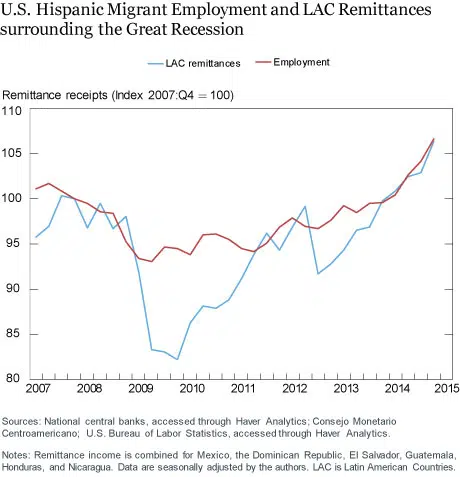 U.S. Hispanic Migrant Employment and LAC Remittances
surrounding the Great Recession
LAC remittances
Employment
Remittance receipts (Index 2007:Q4 = 100)
110
105
100
95
90
85
80
2007 2008 2009 2010 2011 2012 2013 2014 2015
Sources: National central banks, accessed through Haver Analytics; Consejo Monetario
Centroamericano; U.S. Bureau of Labor Statistics, accessed through Haver Analytics.
Notes: Remittance income is combined for Mexico, the Dominican Republic, El Salvador, Guatemala,
Honduras, and Nicaragua. Data are seasonally adjusted by the authors. LAC is Latin American Countries.